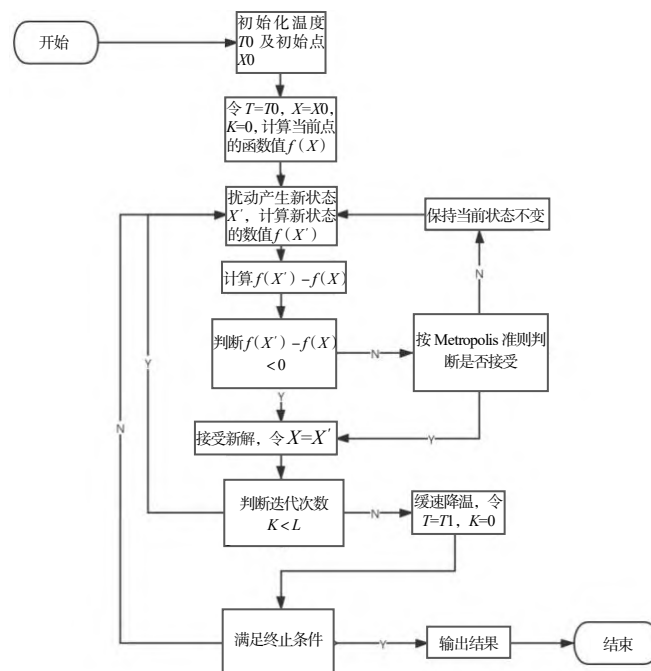 开始
初始化温度
T0 及初始点
X0
令 T=T0, X=X0,
K=0, 计算当前点
的函数值 f(X)
扰动产生新状态
X′, 计算新状态
的数值 f(X′)
保持当前状态不变
计算 f(X′)-f(X)
N
判断 f(X′)-f(X)
<0
N
按 Metropolis 准则判
断是否接受
Y
Y
N
接受新解, 令 X=X′
Y
判断迭代次数
K<L
N
缓速降温, 令
T=T1, K=0
满足终止条件
Y
输出结果
结束